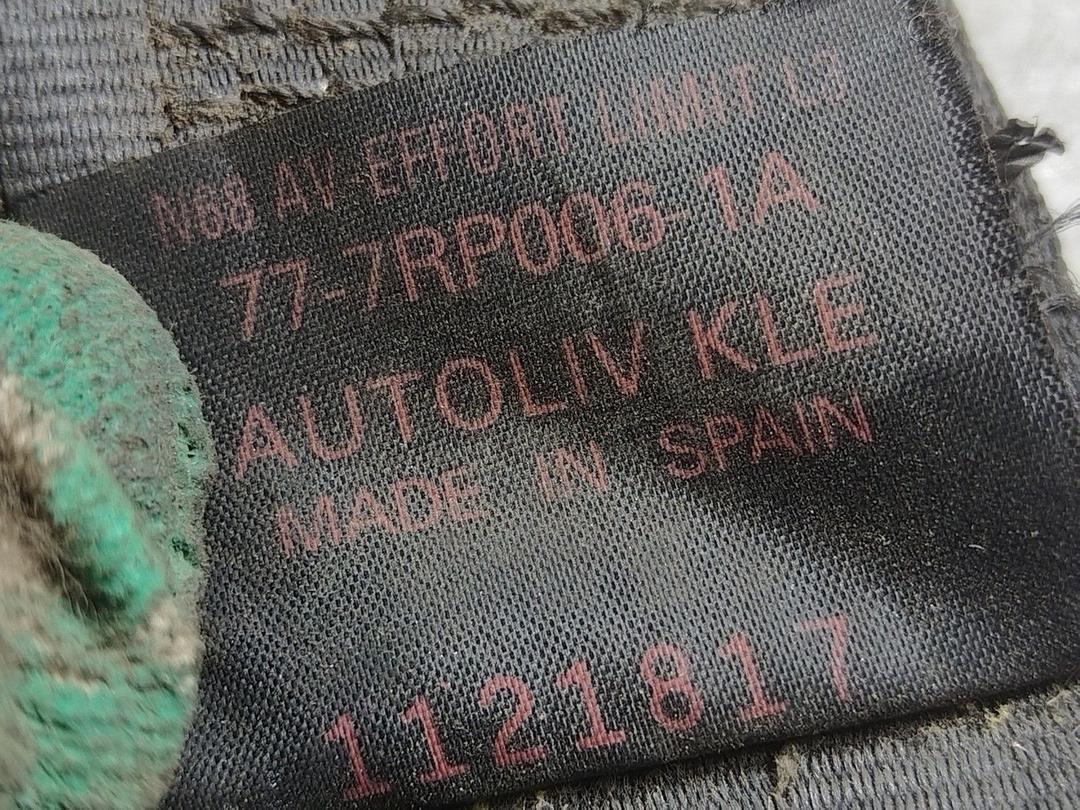 N68 AV EFFORT LIMIT L3
77-7RP006-1A
AUTOLIV KLE
MADE IN SPAIN
1121817